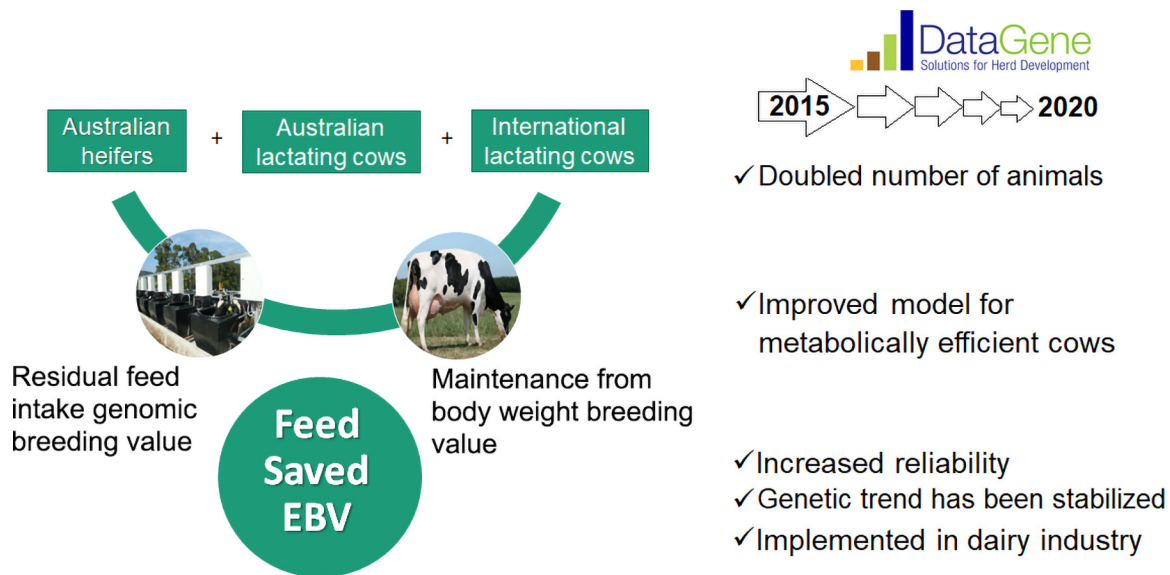 Australian
heifers
+
Australian
lactating cows
+
International
lactating cows
Residual feed
intake genomic
breeding value
Maintenance from
body weight breeding
value
Feed
Saved
EBV
DataGene
Solutions for Herd Development
2015
2020
✓Doubled number of animals
✓Improved model for
metabolically efficient cows
✓Increased reliability
✓Genetic trend has been stabilized
✓Implemented in dairy industry